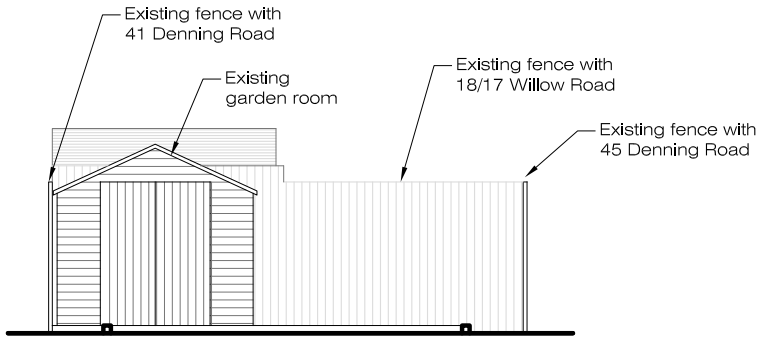 Existing fence with
41 Denning Road
Existing
garden room
Existing fence with
18/17 Willow Road
Existing fence with
45 Denning Road